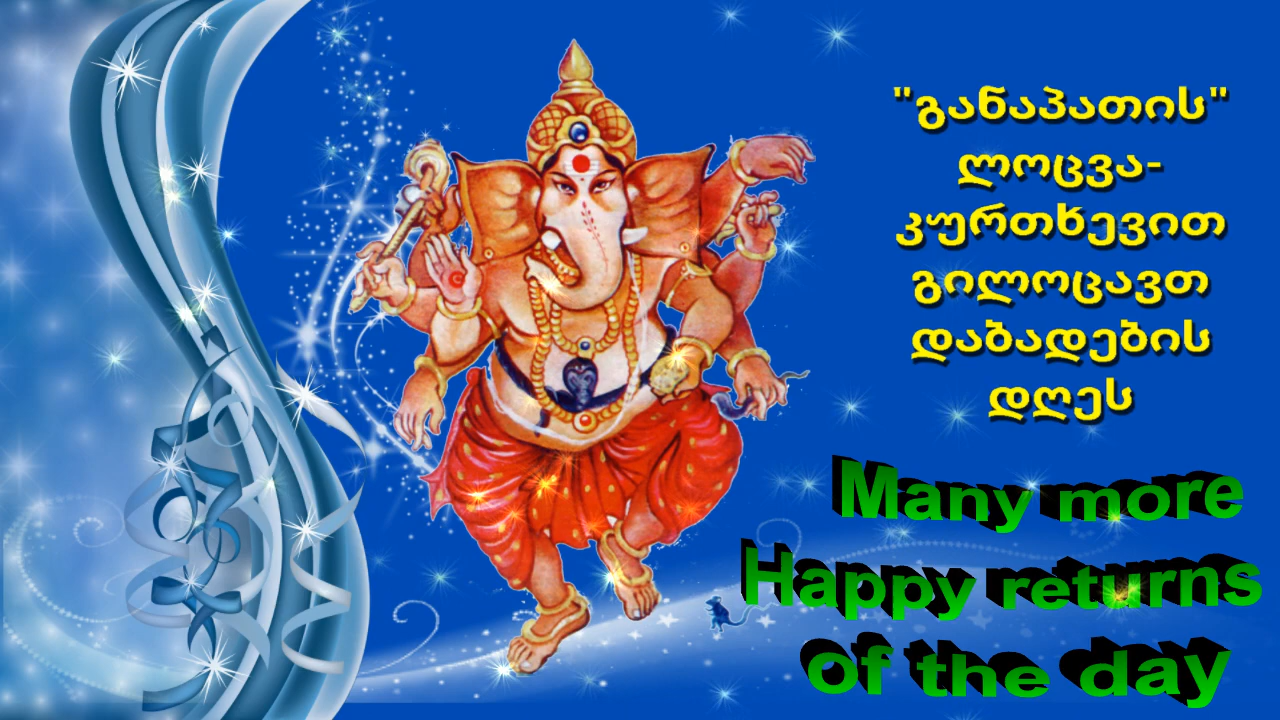 "განაპათის"
ლოცვა-
კურთხევით
გილოცავთ
დაბადების
დღეს
Many more
Happy returns
of the day